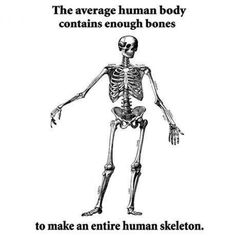 The average human body
contains enough bones
to make an entire human skeleton.